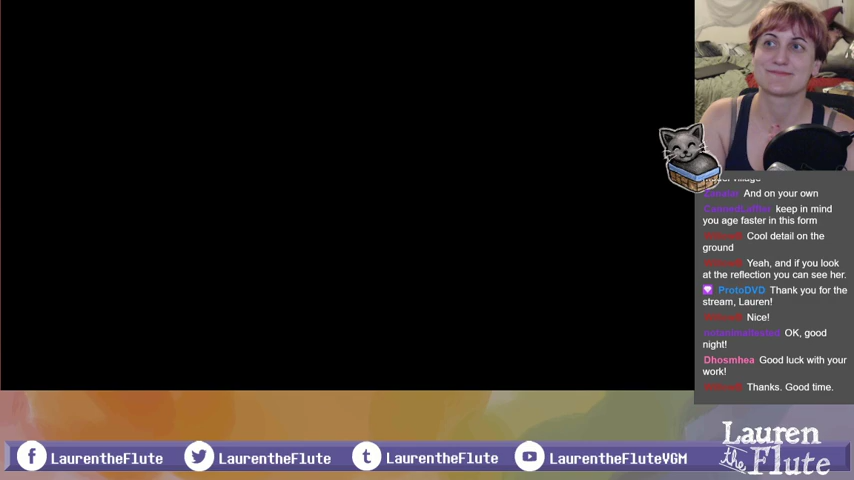 And on your own
keep in mind
you age faster in this form
Cool detail on the
ground
Yeah, and if you look
at the reflection you can see her.
ProtoDVD Thank you for the
stream, Lauren!
Nice!
OK, good
night!
Dhosmhea Good luck with your
work!
Thanks. Good time.
Lauren
the Flute
LaurentheFlute
LaurentheFlute
LaurentheFlute
LaurentheFluteVGM